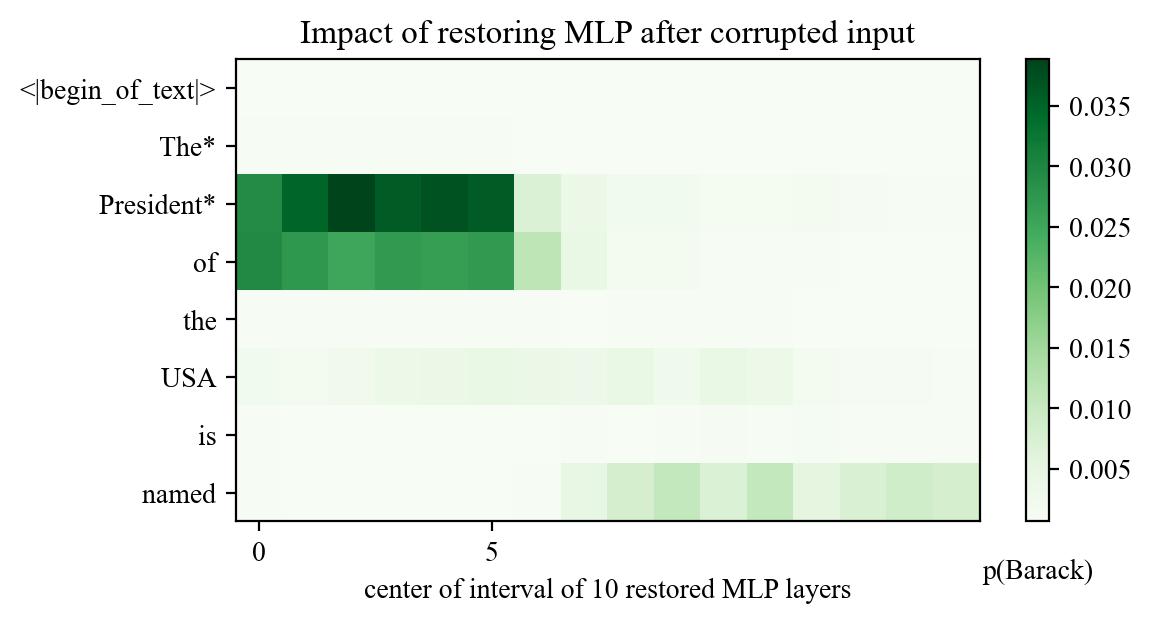 Impact of restoring MLP after corrupted input
<|begin_of_text|>
The*
President*
of
the
USA
is
named
0
5
center of interval of 10 restored MLP layers
0.035
0.030
0.025
0.020
0.015
0.010
0.005
p(Barack)